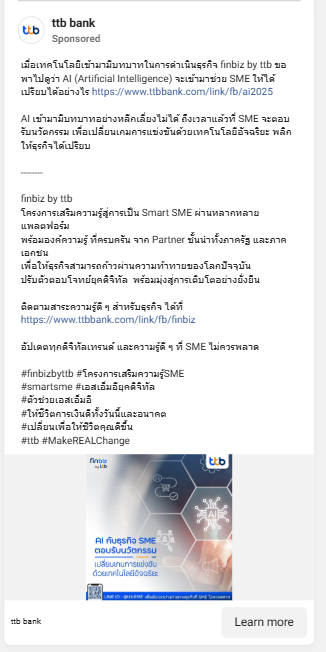 ttb bank
Sponsored
เมื่อเทคโนโลยีเข้ามามีบทบาทในการดำเนินธุรกิจ finbiz by ttb ขอ
พาไปดูว่า AI (Artificial Intelligence) จะเข้ามาช่วย SME ให้ได้
เปรียบได้อย่างไร https://www.ttbbank.com/link/fb/ai2025
AI เข้ามามีบทบาทอย่างหลีกเลี่ยงไม่ได้ ถึงเวลาแล้วที่ SME จะตอบ
รับนวัตกรรม เพื่อเปลี่ยนเกมการแข่งขันด้วยเทคโนโลยีอัจฉริยะ พลิก
ให้ธุรกิจได้เปรียบ
--------
finbiz by ttb
โครงการเสริมความรู้สู่การเป็น Smart SME ผ่านหลากหลาย
แพลตฟอร์ม
พร้อมองค์ความรู้ ที่ครบครัน จาก Partner ชั้นนำทั้งภาครัฐ และภาค
เอกชน
เพื่อให้ธุรกิจสามารถก้าวผ่านความท้าทายของโลกปัจจุบัน
ปรับตัวตอบโจทย์ยุคดิจิทัล พร้อมมุ่งสู่การเติบโตอย่างยั่งยืน
ติดตามสาระความรู้ดี ๆ สำหรับธุรกิจ ได้ที่
https://www.ttbbank.com/link/fb/finbiz
อัปเดตทุกดิจิทัลเทรนด์ และความรู้ดี ๆ ที่ SME ไม่ควรพลาด
#finbizbyttb #โครงการเสริมความรู้SME
#smartsme #เอสเอ็มอียุคดิจิทัล
#ตัวช่วยเอสเอ็มอี
#ให้ชีวิตการเงินดีทั้งวันนี้และอนาคต
#เปลี่ยนเพื่อให้ชีวิตคุณดีขึ้น
#ttb #MakeREALChange
finbiz
by ttb
ttb
AI
AI กับธุรกิจ SME
ตอบรับนวัตกรรม
เปลี่ยนเกมการแข่งขัน
ด้วยเทคโนโลยีอัจฉริยะ
ttb bank
Learn more